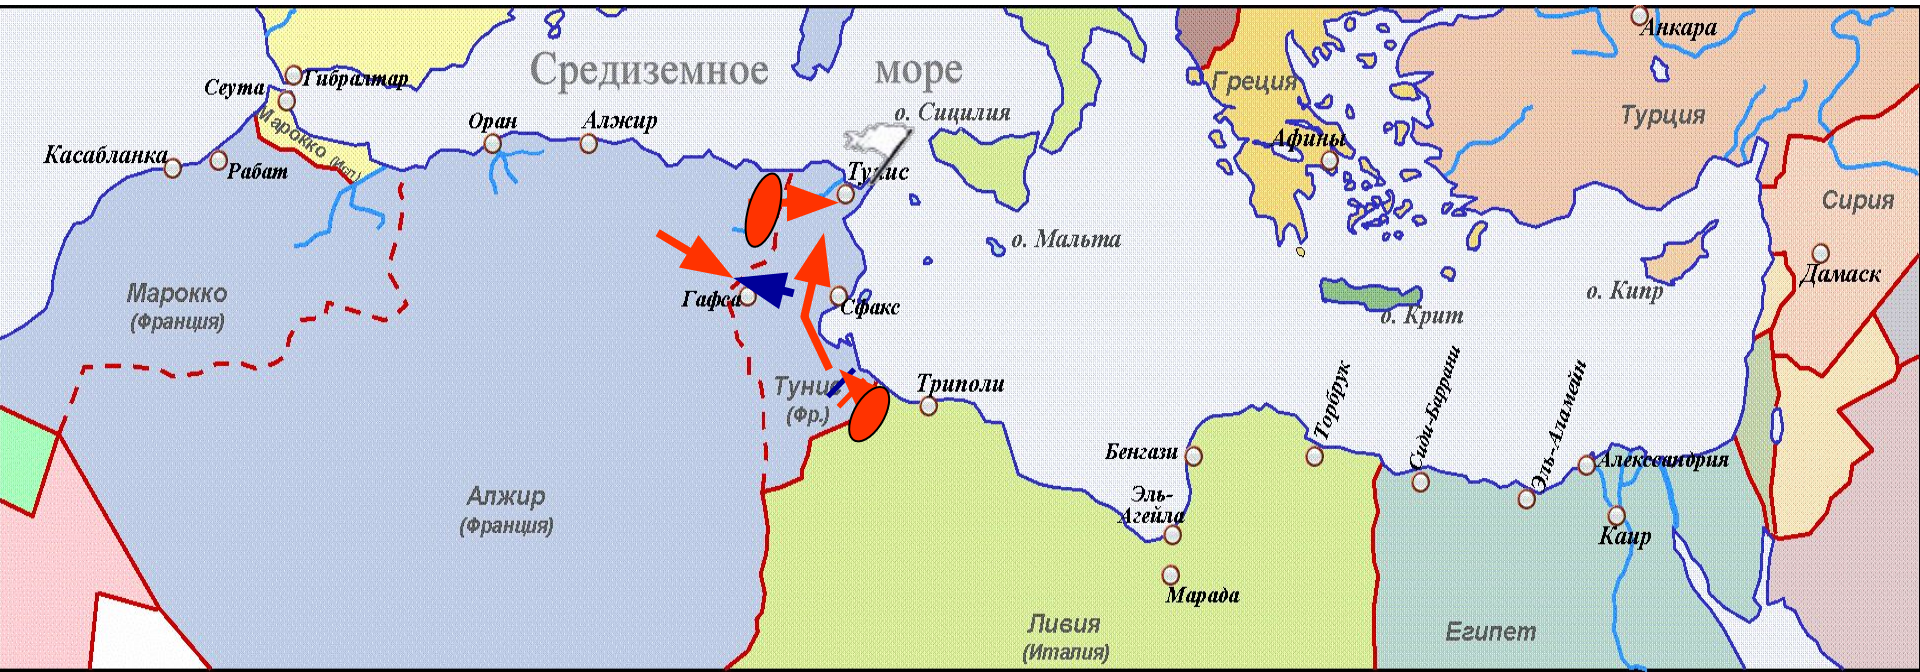 Средиземное море
Анкара
Гибралтар
Сеута
Греция
о. Сицилия
Турция
Марокко
(Исп)
Оран
Алжир
Афины
Касабланка
Рабат
Тунис
Сирия
о. Мальта
Дамаск
Марокко
(Франция)
Гафса
Сфакс
о. Кипр
о. Крит
Тунис
(Фр.)
Триполи
Торбрук
Сиди-Баррани
Эль-Аламейн
Бенгази
Александрия
Эль-
Агейла
Алжир
(Франция)
Каир
Марада
Ливия
(Италия)
Египет